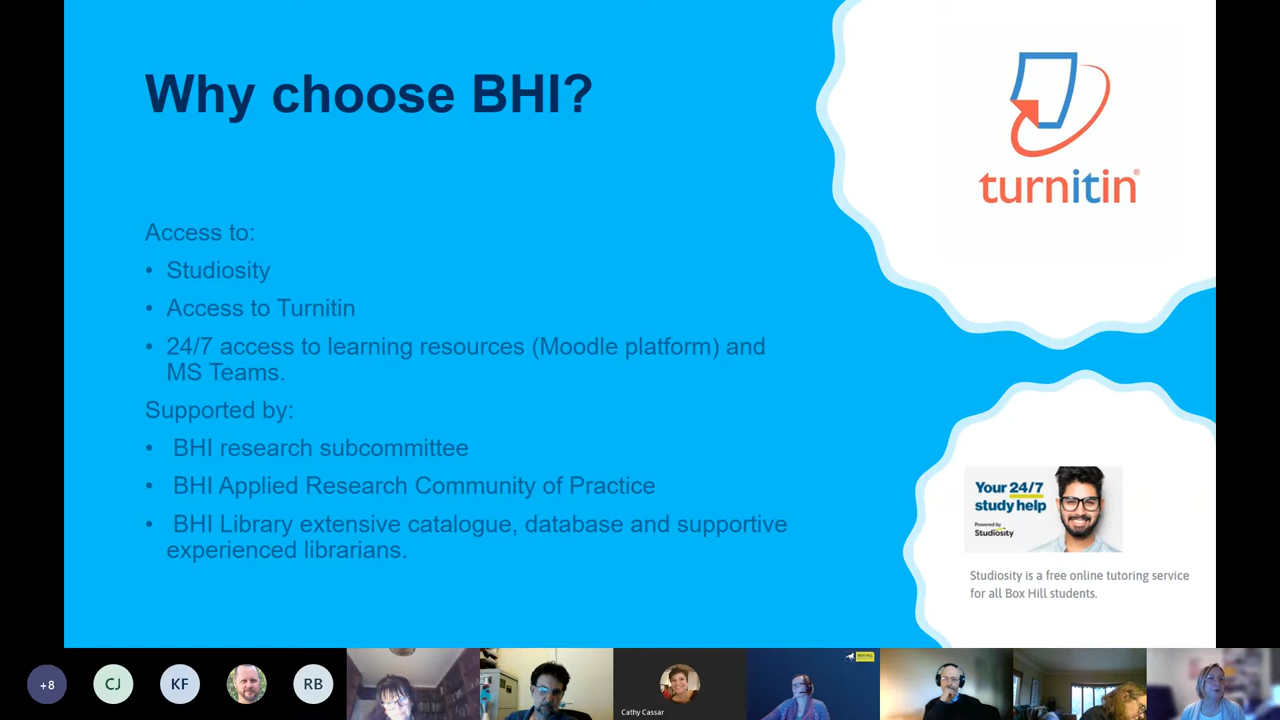 Why choose BHI?
Access to:
• Studiosity
• Access to Turnitin
• 24/7 access to learning resources (Moodle platform) and
MS Teams.
Supported by:
• BHI research subcommittee
• BHI Applied Research Community of Practice
• BHI Library extensive catalogue, database and supportive
experienced librarians.
turnitin®
Your 24/7
study help
Powered by
Studiosity
Studiosity is a free online tutoring service
for all Box Hill students.
+8
CJ
KF
RB
Cathy Cassar